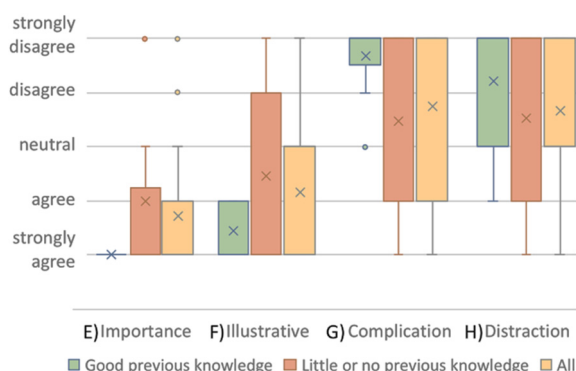 strongly
disagree
disagree
neutral
agree
strongly
agree
E)Importance F)Illustrative G)Complication H)Distraction
Good previous knowledge Little or no previous knowledge All